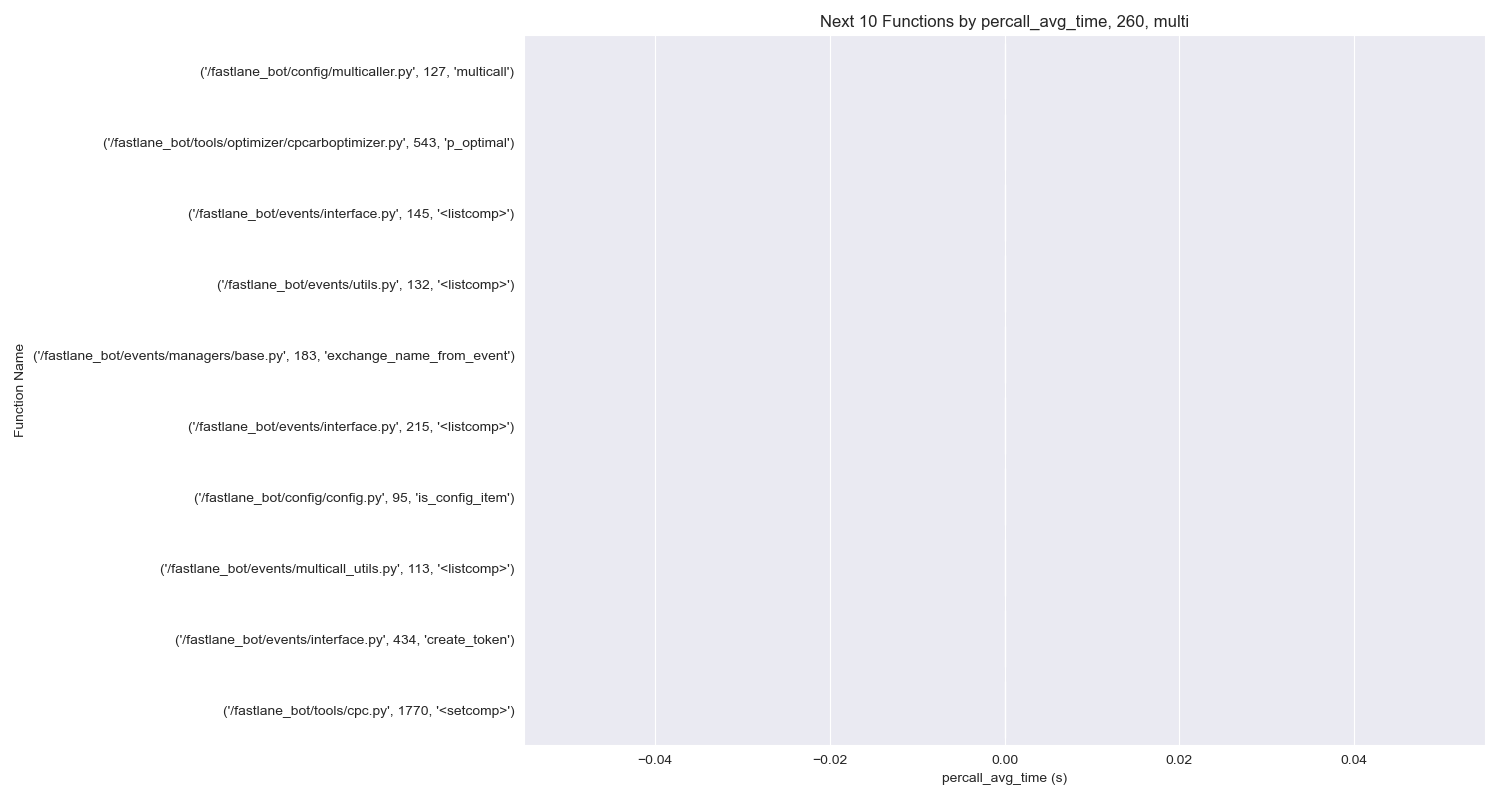 Next 10 Functions by percall_avg_time, 260, multi
('/fastlane_bot/config/multicaller.py', 127, 'multicall')
('/fastlane_bot/tools/optimizer/cpcarboptimizer.py', 543, 'p_optimal')
('/fastlane_bot/events/interface.py', 145, '<listcomp>')
('/fastlane_bot/events/utils.py', 132, '<listcomp>')
('/fastlane_bot/events/managers/base.py', 183, 'exchange_name_from_event')
('/fastlane_bot/events/interface.py', 215, '<listcomp>')
('/fastlane_bot/config/config.py', 95, 'is_config_item')
('/fastlane_bot/events/multicall_utils.py', 113, '<listcomp>')
('/fastlane_bot/events/interface.py', 434, 'create_token')
('/fastlane_bot/tools/cpc.py', 1770, '<setcomp>')
Function Name
−0.04 −0.02 0.00 0.02 0.04
percall_avg_time (s)